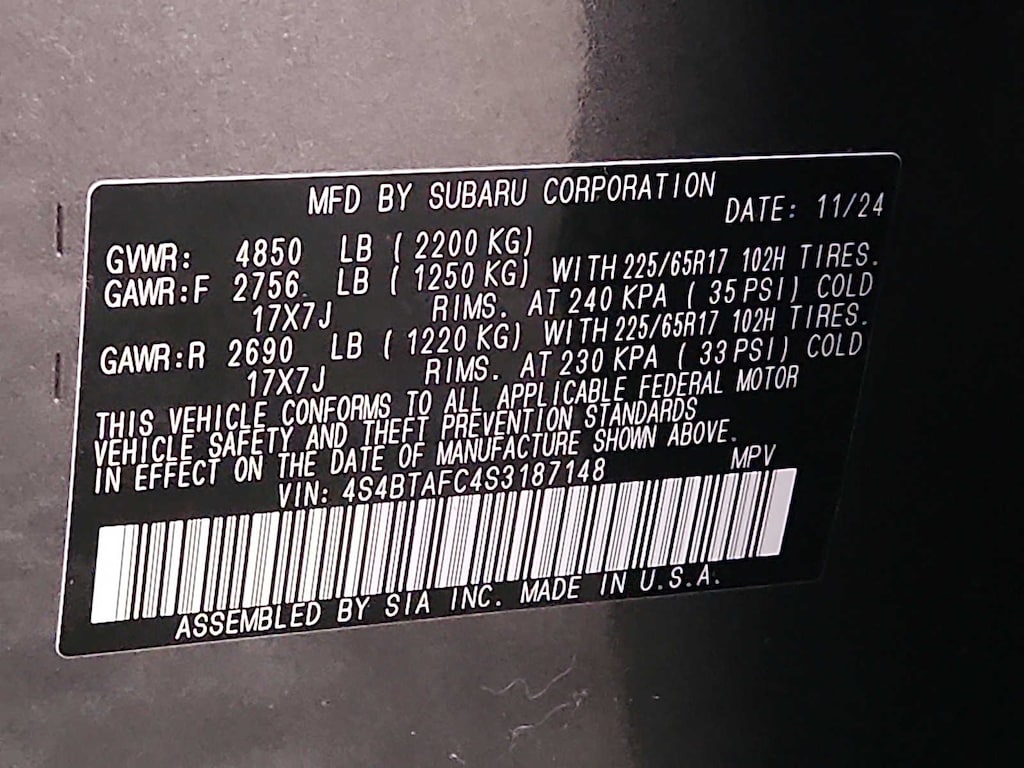 MFD BY SUBARU CORPORATION
DATE: 11/24
GVWR: 4850 LB ( 2200 KG)
GAWR:F 2756 LB ( 1250 KG) WITH 225/65R17 102H TIRES.
17X7J RIMS. AT 240 KPA ( 35 PSI) COLD
GAWR:R 2690 LB ( 1220 KG) WITH 225/65R17 102H TIRES.
17X7J RIMS. AT 230 KPA ( 33 PSI) COLD
THIS VEHICLE CONFORMS TO ALL APPLICABLE FEDERAL MOTOR
VEHICLE SAFETY AND THEFT PREVENTION STANDARDS
IN EFFECT ON THE DATE OF MANUFACTURE SHOWN ABOVE.
VIN: 4S4BTAFC4S3187148 MPV
ASSEMBLED BY SIA INC. MADE IN U.S.A.